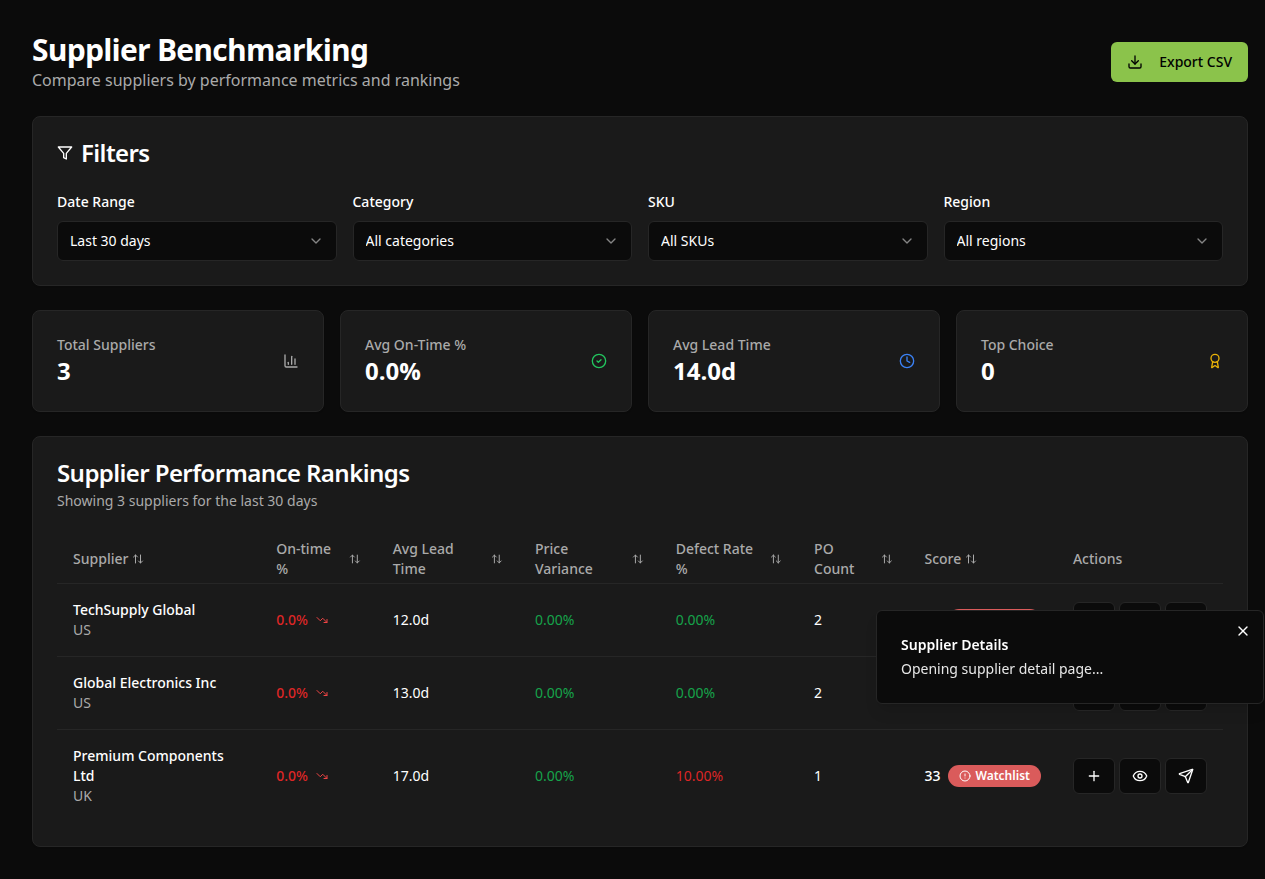 Supplier Benchmarking
Compare suppliers by performance metrics and rankings
Export CSV
Filters
Date Range
Category
SKU
Region
Last 30 days
All categories
All SKUs
All regions
Total Suppliers
3
Avg On-Time %
0.0%
Avg Lead Time
14.0d
Top Choice
0
Supplier Performance Rankings
Showing 3 suppliers for the last 30 days
Supplier
On-time
%
Avg Lead
Time
Price
Variance
Defect Rate
%
PO
Count
Score
Actions
TechSupply Global
US
0.0%
12.0d
0.00%
0.00%
2
Global Electronics Inc
US
0.0%
13.0d
0.00%
0.00%
2
Supplier Details
Opening supplier detail page...
Premium Components
Ltd
UK
0.0%
17.0d
0.00%
10.00%
1
33
Watchlist